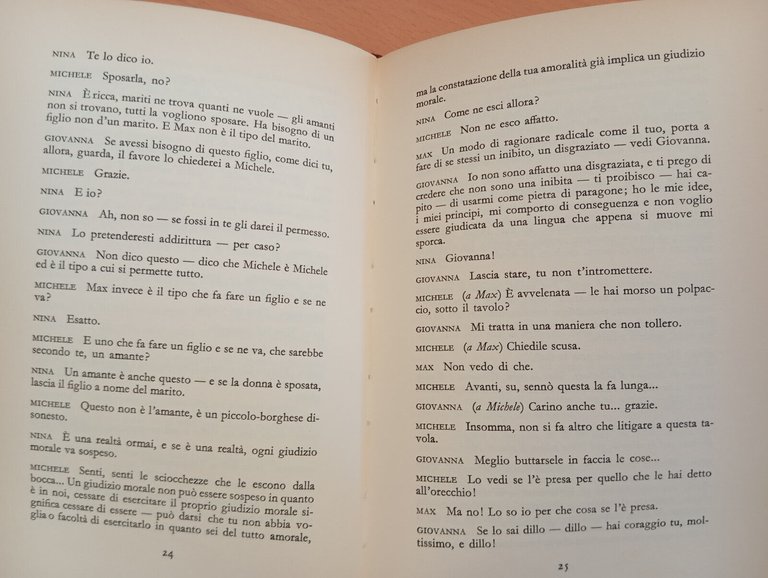 NINA Te lo dico io.
MICHELE Sposarla, no?
NINA È ricca, mariti ne trova quanti ne vuole — gli amanti
non si trovano, tutti la vogliono sposare. Ha bisogno di un
figlio non d'un marito. E Max non è il tipo del marito.
GIOVANNA Se avessi bisogno di questo figlio, come dici tu,
allora, guarda, il favore lo chiederei a Michele.
MICHELE Grazie.
NINA E io?
GIOVANNA Ah, non so — se fossi in te gli darei il permesso.
NINA Lo pretenderesti addirittura — per caso?
GIOVANNA Non dico questo — dico che Michele è Michele
ed è il tipo a cui si permette tutto.
MICHELE Max invece è il tipo che fa fare un figlio e se ne
va?
NINA Esatto.
MICHELE E uno che fa fare un figlio e se ne va, che sarebbe
secondo te, un amante?
NINA Un amante è anche questo — e se la donna è sposata,
lascia il figlio a nome del marito.
MICHELE Questo non è l'amante, è un piccolo-borghese di-
sonesto.
NINA È una realtà ormai, e se è una realtà, ogni giudizio
morale va sospeso.
MICHELE Senti, senti le sciocchezze che le escono dalla
bocca... Un giudizio morale non può essere sospeso in quanto
è in noi, cessare di esercitare il proprio giudizio morale si-
gnifica cessare di essere — può darsi che tu non abbia vo-
glia o facoltà di esercitarlo in quanto sei del tutto amorale,
24
ma la constatazione della tua amoralità già implica un giudizio
morale.
NINA Come ne esci allora?
MICHELE Non ne esco affatto.
MAX Un modo di ragionare radicale come il tuo, porta a
fare di se stessi un inibito, un disgraziato — vedi Giovanna.
GIOVANNA Io non sono affatto una disgraziata, e ti prego di
credere che non sono una inibita — ti proibisco — hai ca-
pito — di usarmi come pietra di paragone; ho le mie idee,
i miei principi, mi comporto di conseguenza e non voglio
essere giudicata da una lingua che appena si muove mi
sporca.
NINA Giovanna!
GIOVANNA Lascia stare, tu non t'intromettere.
MICHELE (a Max) È avvelenata — le hai morso un polpac-
cio, sotto il tavolo?
GIOVANNA Mi tratta in una maniera che non tollero.
MICHELE (a Max) Chiedile scusa.
MAX Non vedo di che.
MICHELE Avanti, su, sennò questa la fa lunga...
GIOVANNA (a Michele) Carino anche tu... grazie.
MICHELE Insomma, non si fa altro che litigare a questa ta-
vola.
GIOVANNA Meglio buttarsele in faccia le cose...
MICHELE Lo vedi se l'è presa per quello che le hai detto
all'orecchio!
MAX Ma no! Lo so io per che cosa se l'è presa.
GIOVANNA Se lo sai dillo — dillo — hai coraggio tu, mol-
tissimo, e dillo!
25